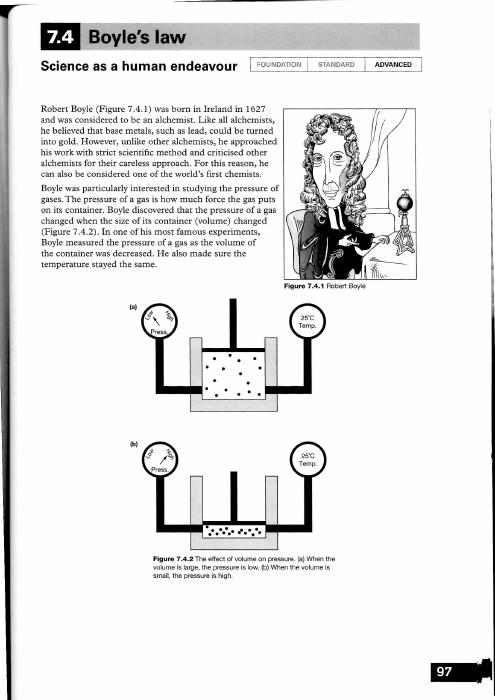 7.4 Boyle's law
Science as a human endeavour
FOUNDATION STANDARD ADVANCED
Robert Boyle (Figure 7.4.1) was born in Ireland in 1627
and was considered to be an alchemist. Like all alchemists,
he believed that base metals, such as lead, could be turned
into gold. However, unlike other alchemists, he approached
his work with strict scientific method and criticised other
alchemists for their careless approach. For this reason, he
can also be considered one of the world's first chemists.
Boyle was particularly interested in studying the pressure of
gases. The pressure of a gas is how much force the gas puts
on its container. Boyle discovered that the pressure of a gas
changed when the size of its container (volume) changed
(Figure 7.4.2). In one of his most famous experiments,
Boyle measured the pressure of a gas as the volume of
the container was decreased. He also made sure the
temperature stayed the same.
Figure 7.4.1 Robert Boyle
(a)
Low High
Press.
25°C
Temp.
(b)
Low High
Press.
25°C
Temp.
Figure 7.4.2 The effect of volume on pressure. (a) When the
volume is large, the pressure is low. (b) When the volume is
small, the pressure is high.
97